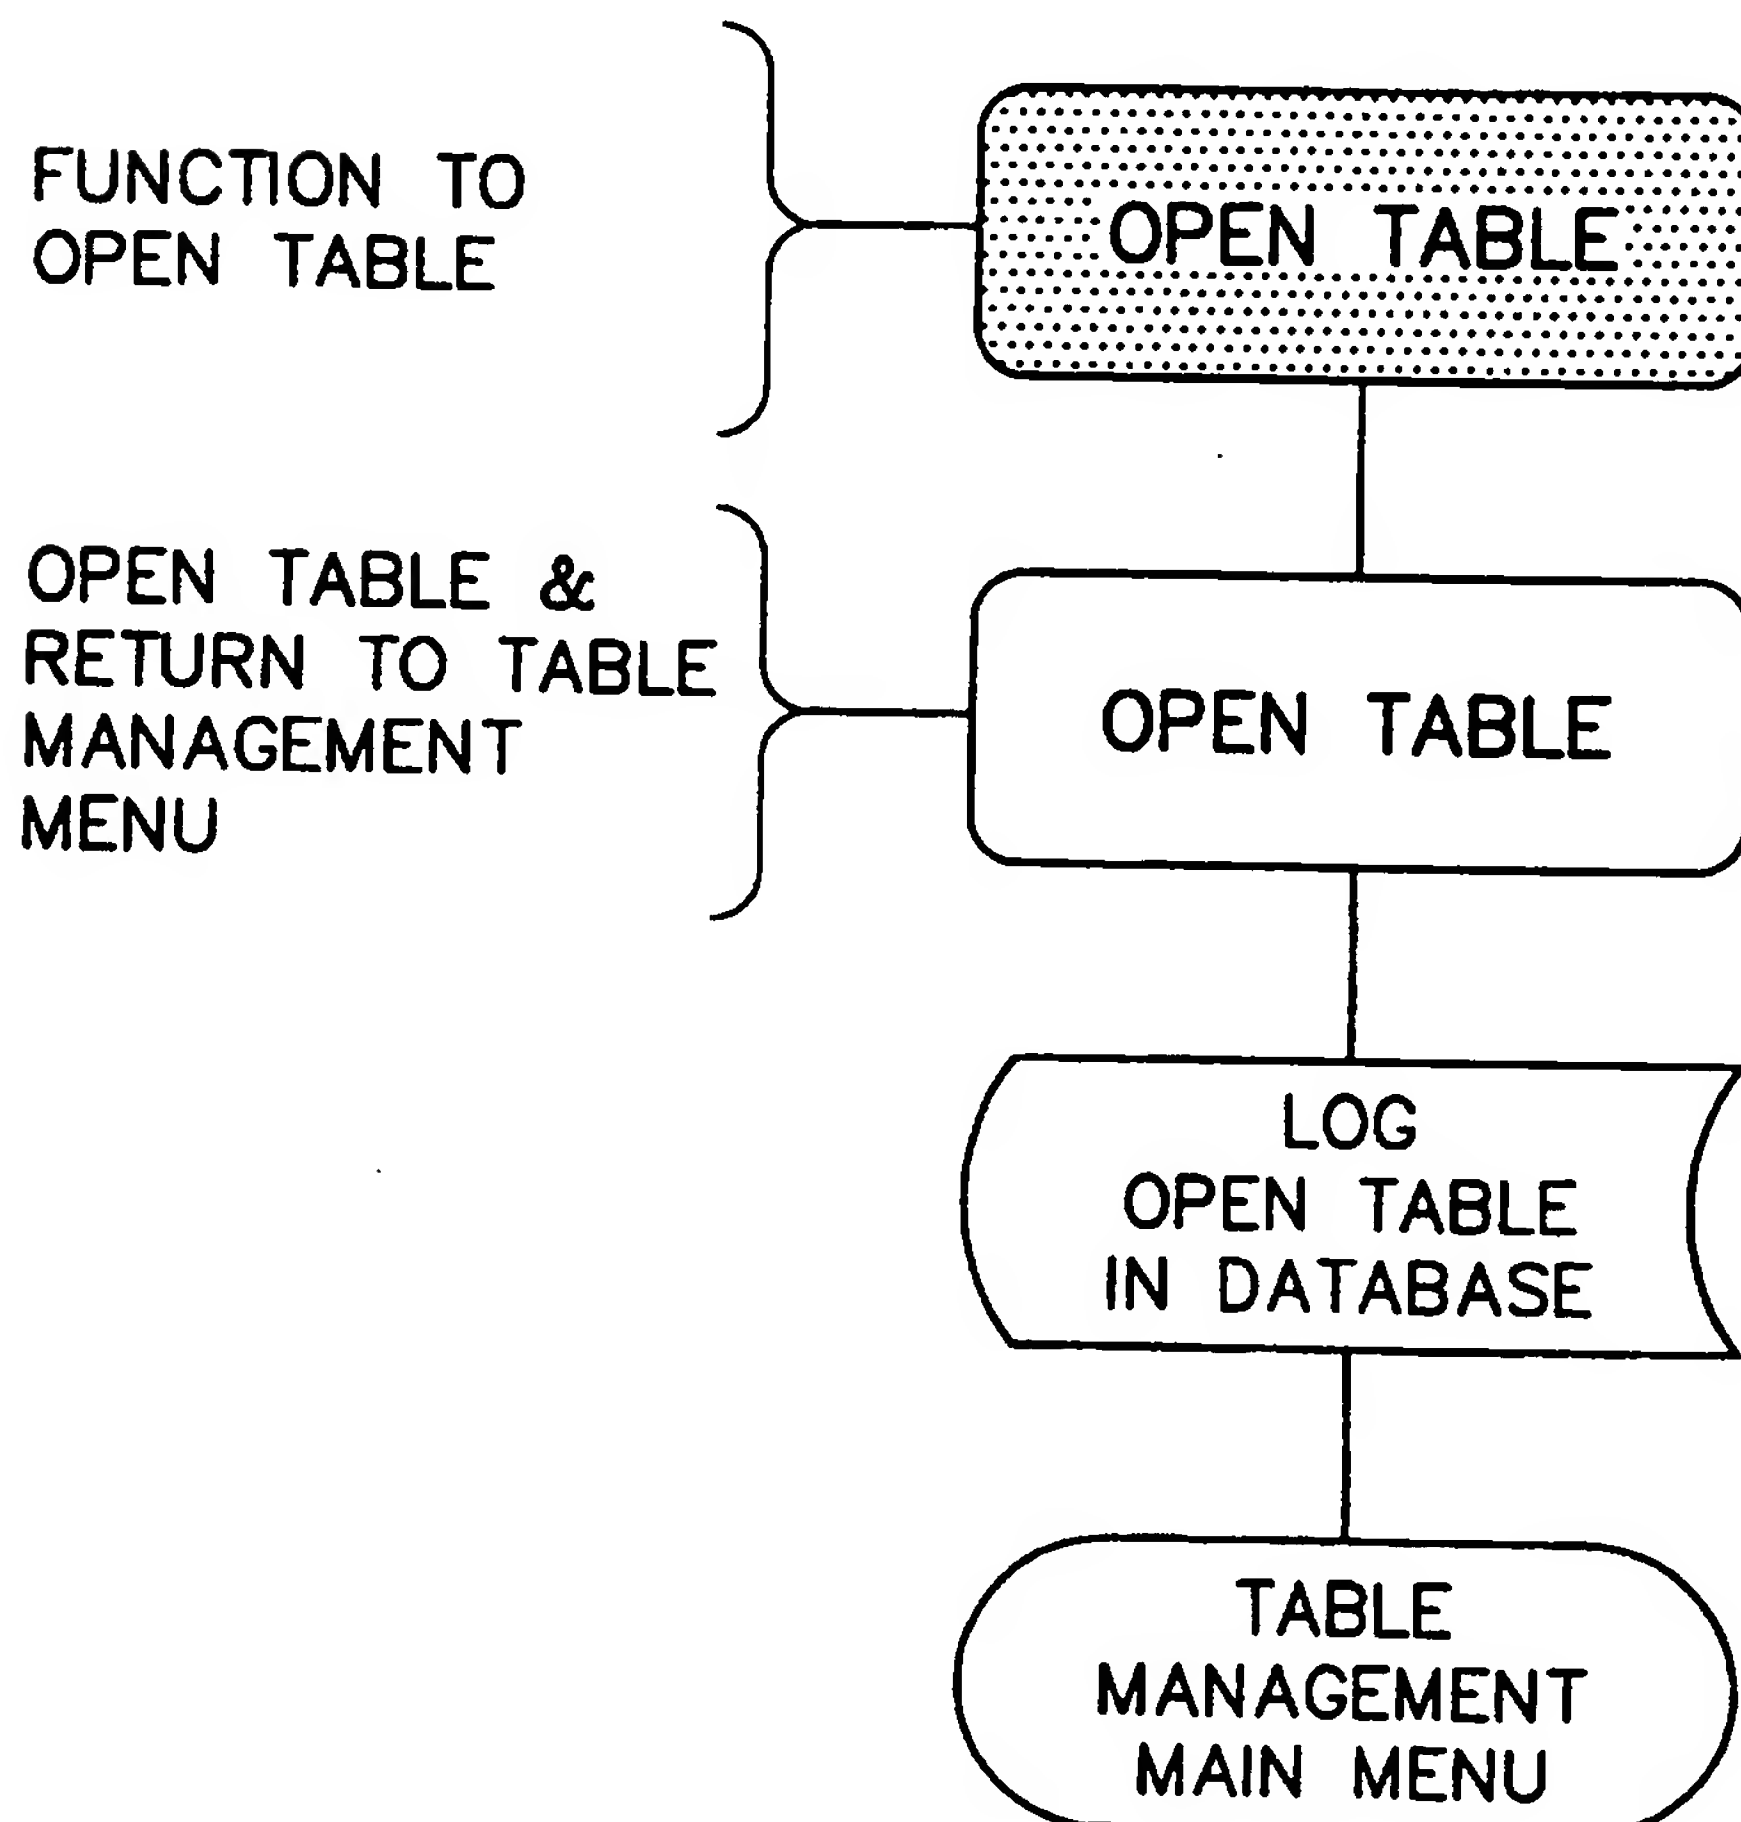 FUNCTION TO
OPEN TABLE
OPEN TABLE
OPEN TABLE &
RETURN TO TABLE
MANAGEMENT
MENU
OPEN TABLE
LOG
OPEN TABLE
IN DATABASE
TABLE
MANAGEMENT
MAIN MENU